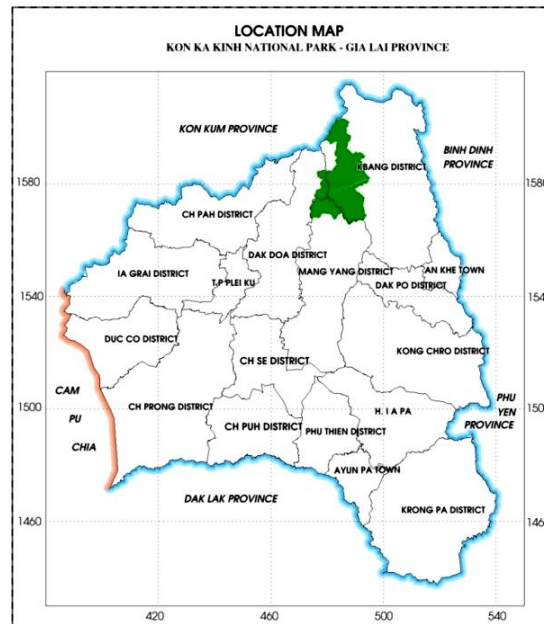 LOCATION MAP
KON KA KINH NATIONAL PARK - GIA LAI PROVINCE
KON KUM PROVINCE
BINH DINH
PROVINCE
KBANG DISTRICT
1580
1580
CH PAH DISTRICT
DAK DOA DISTRICT
IA GRAI DISTRICT
T.P PLEI KU
MANG YANG DISTRICT
AN KHE TOWN
DAK PO DISTRICT
1540
1540
DUC CO DISTRICT
CH SE DISTRICT
KONG CHRO DISTRICT
CAM
PU
CHIA
CH PRONG DISTRICT
H. I A PA
PHU
YEN
PROVINCE
1500
1500
CH PUH DISTRICT
PHU THIEN DISTRICT
AYUN PA TOWN
DAK LAK PROVINCE
KRONG PA DISTRICT
1460
1460
420
460
500
540